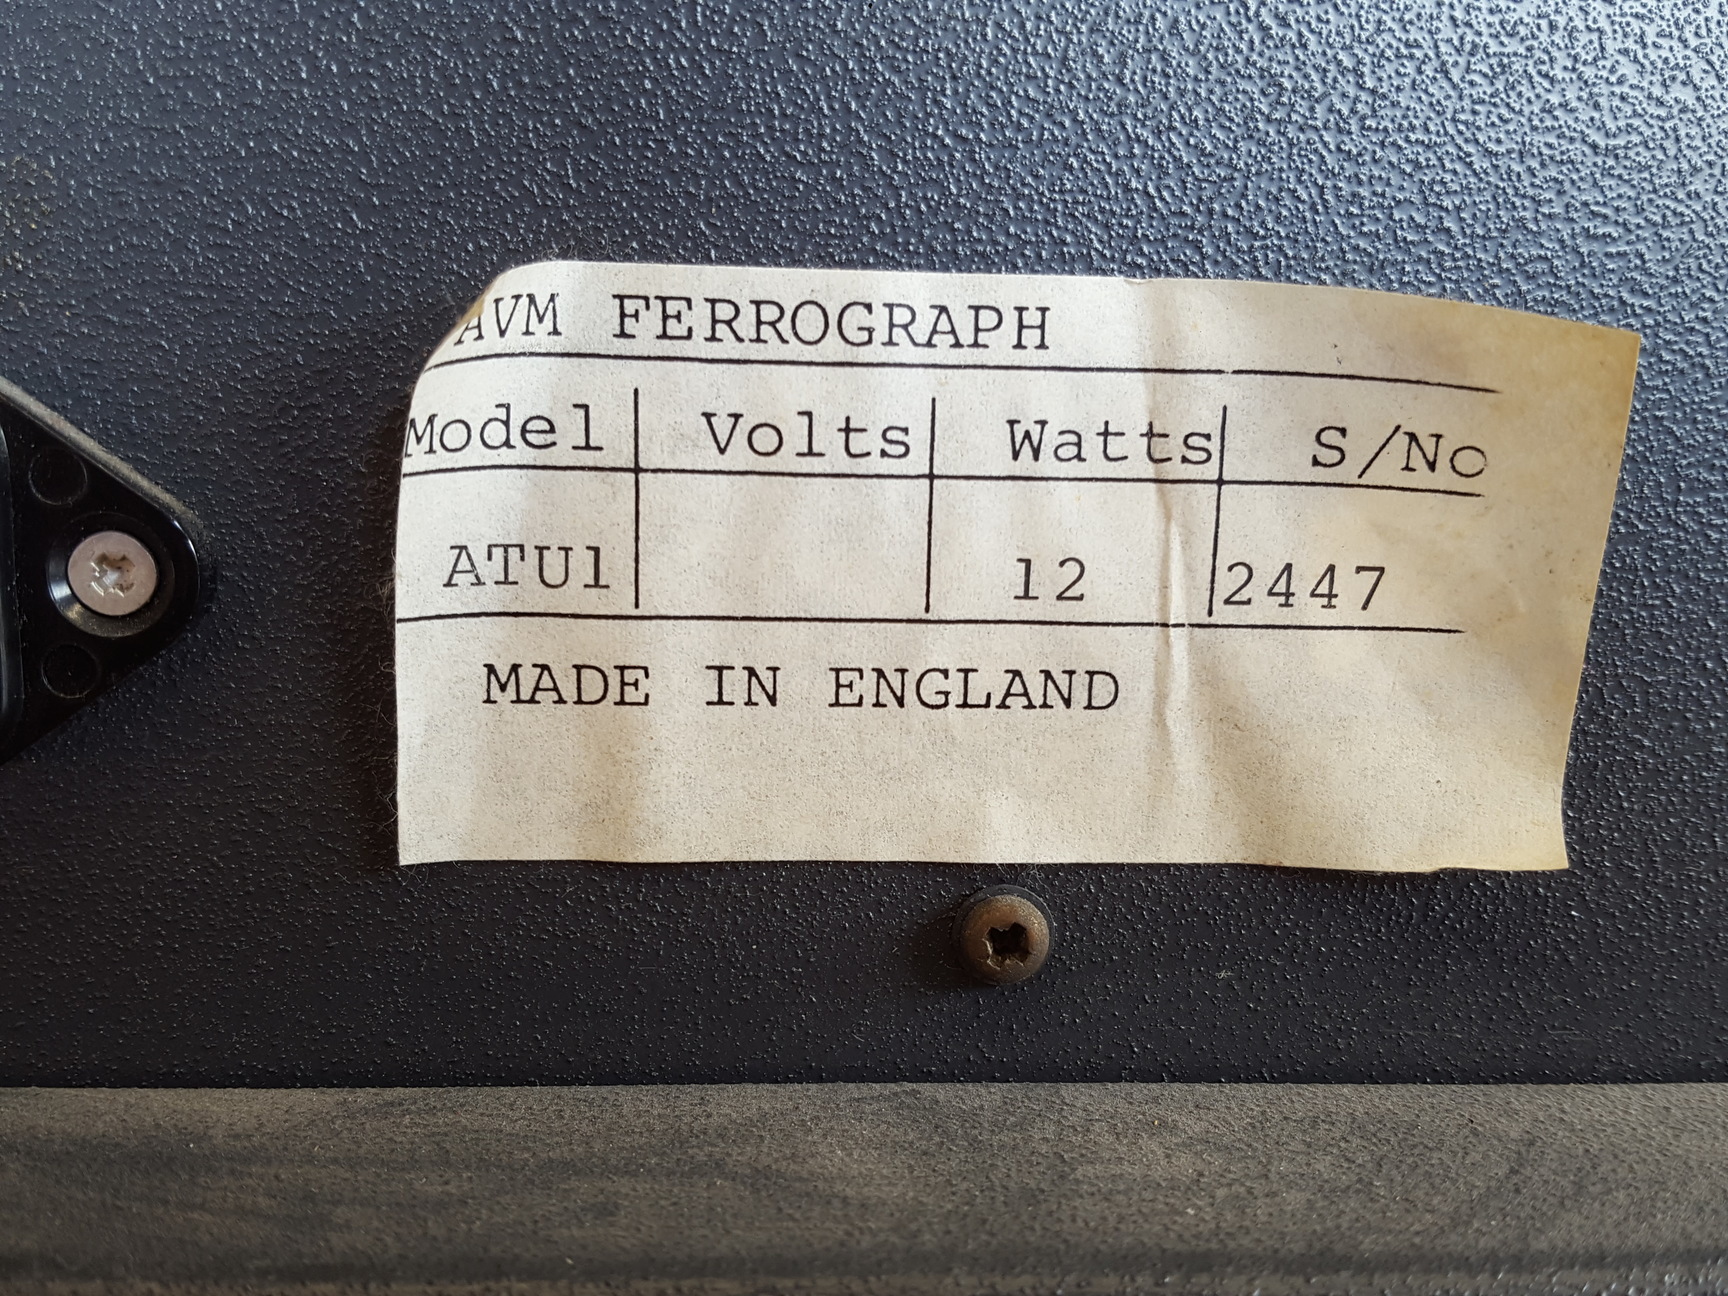 AVM FERROGRAPH
Model Volts Watts S/No
ATU1 12 2447
MADE IN ENGLAND